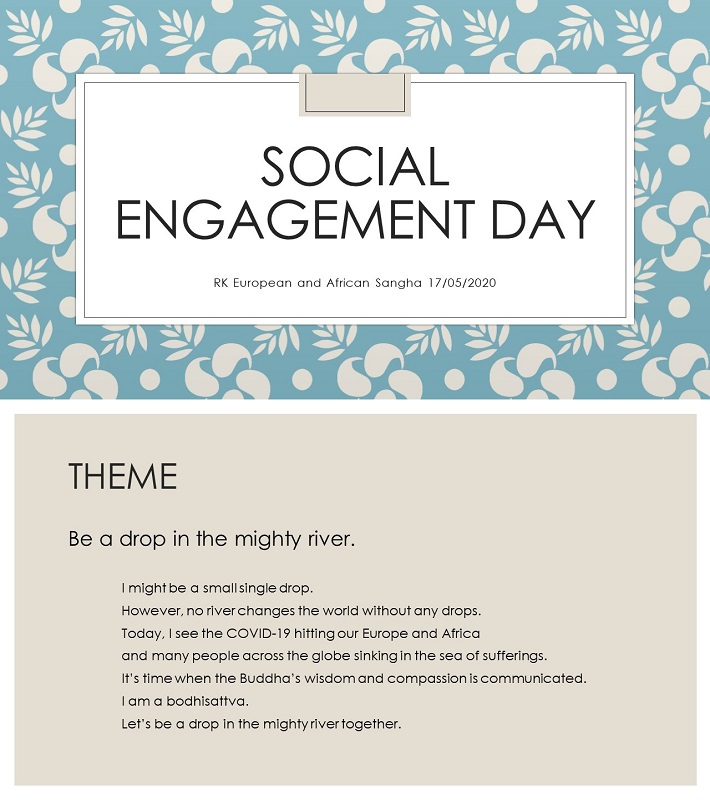 SOCIAL
ENGAGEMENT DAY
RK European and African Sangha 17/05/2020
THEME
Be a drop in the mighty river.
I might be a small single drop.
However, no river changes the world without any drops.
Today, I see the COVID-19 hitting our Europe and Africa
and many people across the globe sinking in the sea of sufferings.
It's time when the Buddha's wisdom and compassion is communicated.
I am a bodhisattva.
Let's be a drop in the mighty river together.